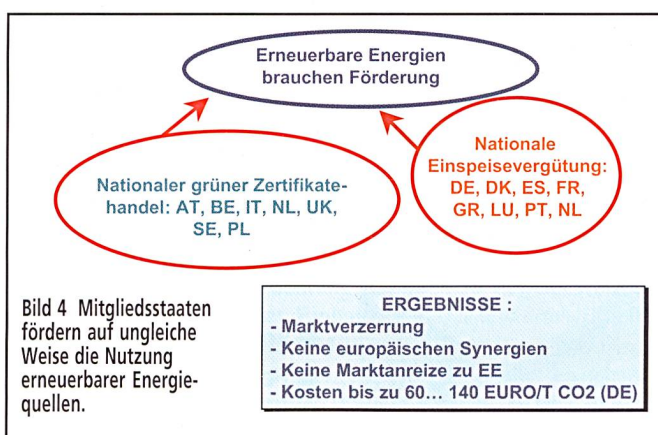 Erneuerbare Energien
brauchen Förderung
Nationaler grüner Zertifikate-
handel: AT, BE, IT, NL, UK,
SE, PL
Nationale
Einspeisevergütung:
DE, DK, ES, FR,
GR, LU, PT, NL
Bild 4 Mitgliedsstaaten
fördern auf ungleiche
Weise die Nutzung
erneuerbarer Energie-
quellen.
ERGEBNISSE :
- Marktverzerrung
- Keine europäischen Synergien
- Keine Marktanreize zu EE
- Kosten bis zu 60... 140 EURO/T CO2 (DE)